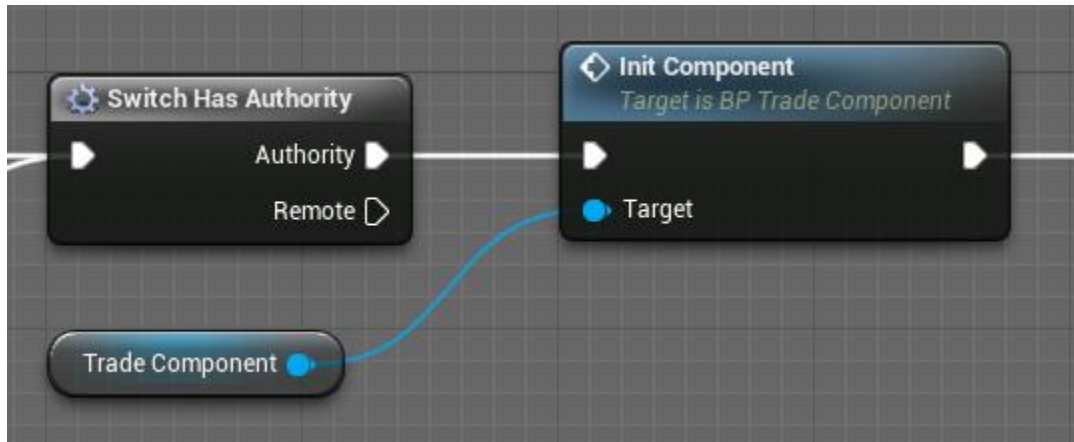 Switch Has Authority
Authority
Remote
Init Component
Target is BP Trade Component
Target
Trade Component